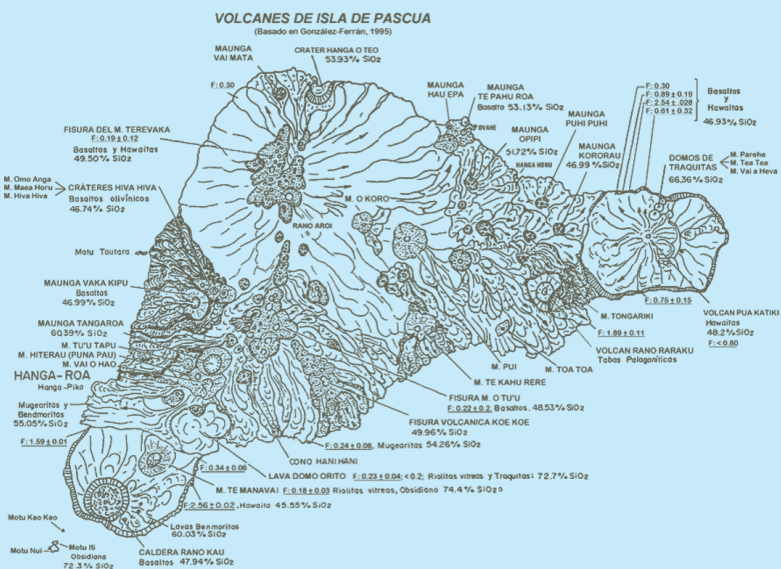 VOLCANES DE ISLA DE PASCUA
(Basado en González-Ferrán, 1995)
MAUNGA
VAI MATA
CRATER HANGA O TEO
53.93% SiO2
F: 0.30
MAUNGA
HAU EPA
MAUNGA
TE PAHU ROA
Basalto 53.13% SiO2
OVAHE
MAUNGA
OPIPI
51,72% SiO2
HANGA HONU
MAUNGA
PUHI PUHI
MAUNGA
KORORAU
46.99 % SiO2
F: 0.30
F: 0.89 ± 0.19
F: 2.54 ± .028
F: 0.61 ± 0.32
Basaltos
y
Hawaitas
46.93% SiO2
DOMOS DE
TRAQUITAS
66,36% SiO2
M. Parehe
M. Tea Tea
M. Vai a Heva
FISURA DEL M. TEREVAKA
F: 0.19 ± 0.12
Basaltos y Hawaitas
49.50% SiO2
M. Omo Anga
M. Maea Horu
M. Hiva Hiva
CRÁTERES HIVA HIVA
Basaltos olivínicos
46.74% SiO2
M. O KORO
RANO AROI
Motu Tautara
MAUNGA VAKA KIPU
Basaltos
46.99% SiO2
MAUNGA TANGAROA
60,39% SiO2
M. TU'U TAPU
M. HITERAU (PUNA PAU)
M. VAI O HAO
HANGA-ROA
Hanga-Piko
Mugearitas y
Benmoritas
55.05% SiO2
F: 1.59 ± 0.01
F: 0.75 ± 0.15
M. TONGARIKI
F: 1.89 ± 0.11
VOLCAN PUA KATIKI
Hawaitas
48.2% SiO2
F: < 0.80
VOLCAN RANO RARAKU
Tobas Palagoníticas
M. TOA TOA
M. PUI
M. TE KAHU RERE
FISURA M. O TU'U
F: 0.22 ± 0.2, Basaltos. 48.53% SiO2
FISURA VOLCANICA KOE KOE
49.96% SiO2
F: 0.24 ± 0.08, Mugearitas 54.26% SiO2
CONO HANI HANI
F: 0.34 ± 0.06
LAVA DOMO ORITO F: 0.23 ± 0.04; < 0.2; Riolitas vitreas y Traquitas; 72.7% SiO2
M. TE MANAVAI F: 0.18 ± 0.03 Riolitas vitreas, Obsidiana 74.4% SiO2
F: 2.56 ± 0.02, Hawaita 45.55% SiO2
Lavas Benmoritas
60.03% SiO2
CALDERA RANO KAU
Basaltos 47.94% SiO2
Motu Kao Kao
Motu Nui
Motu Iti
Obsidiana
72.3% SiO2